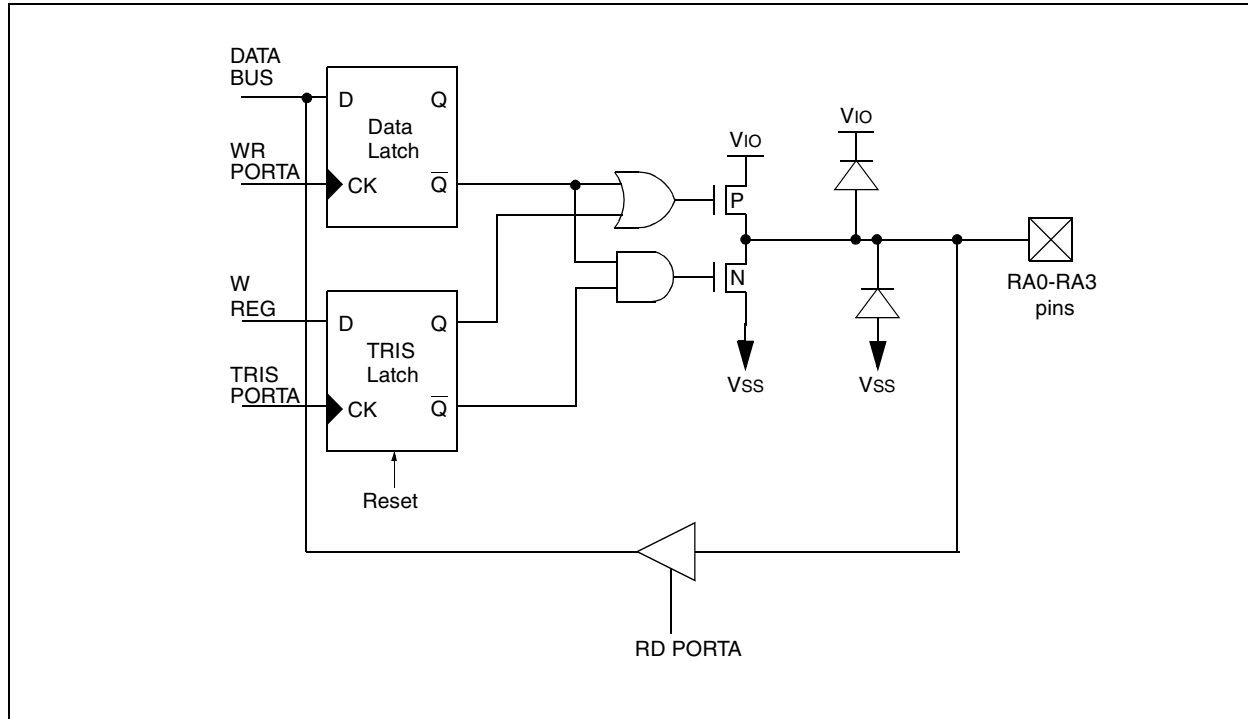 DATA
BUS
D
Q
Data
Latch
WR
PORTA
CK
Q̅
VIO
P
VIO
N
VSS
VSS
RA0-RA3
pins
W
REG
D
Q
TRIS
Latch
TRIS
PORTA
CK
Q̅
Reset
RD PORTA